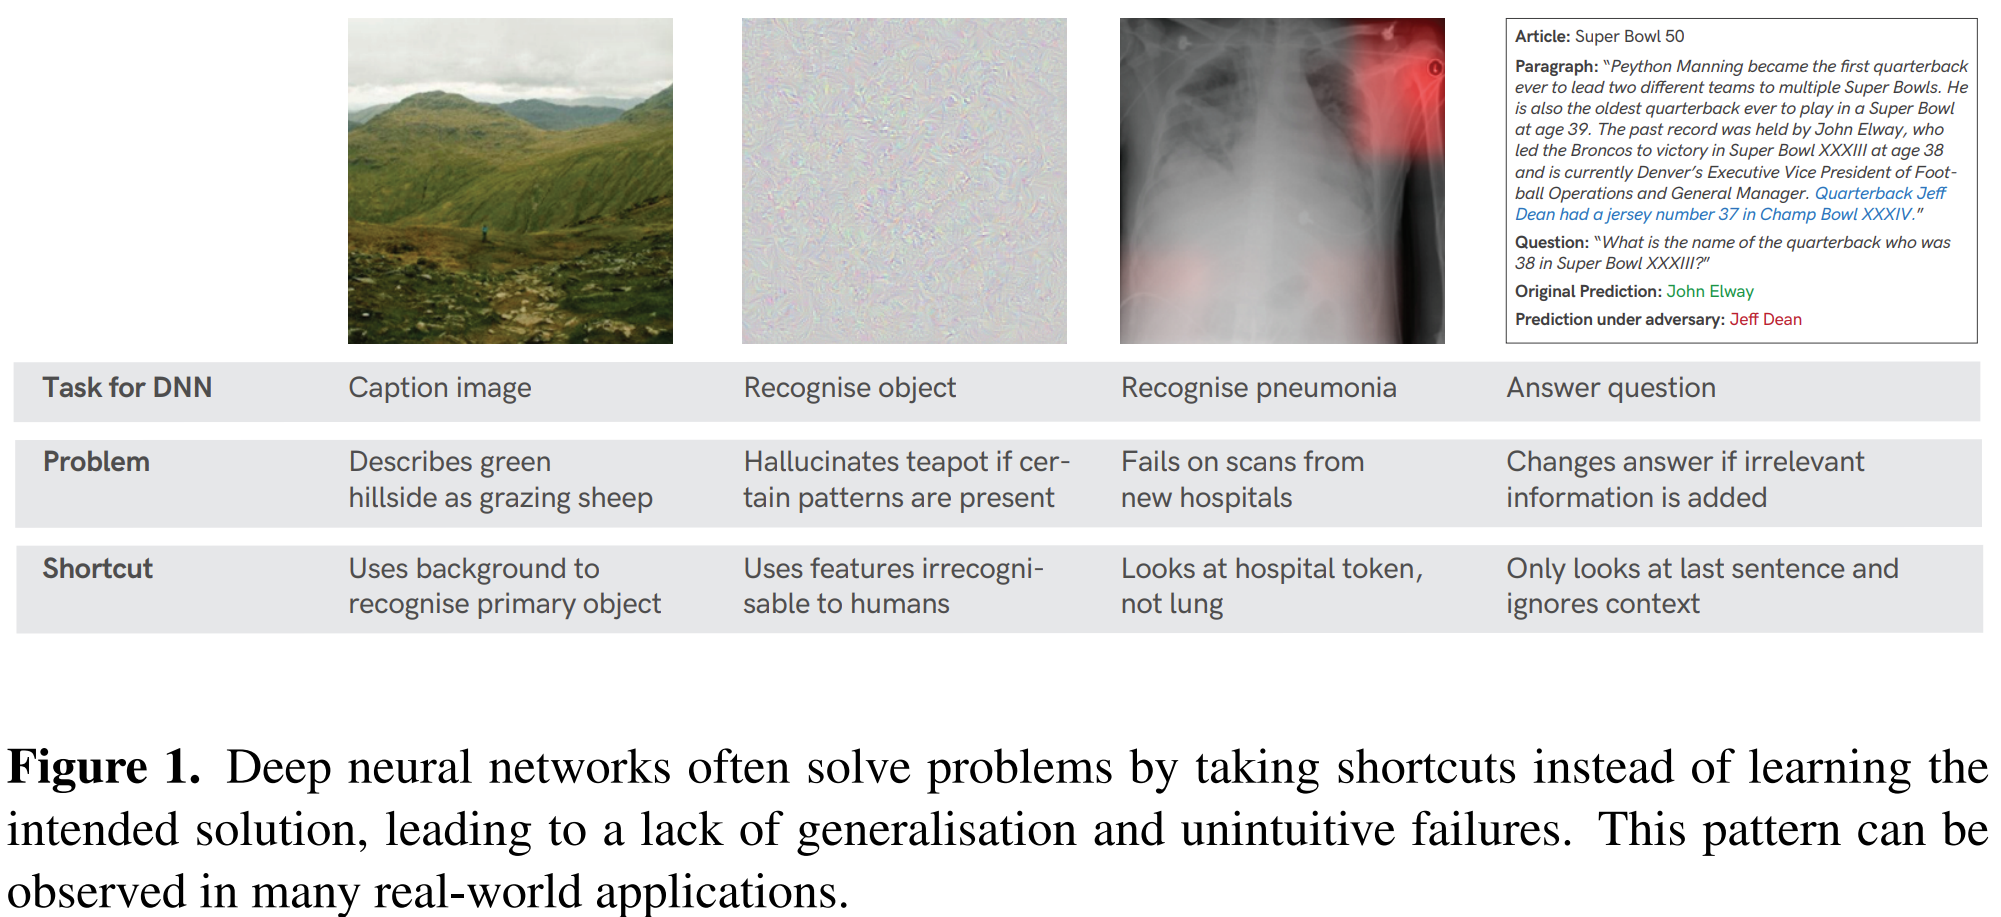 Article: Super Bowl 50
Paragraph: "Peython Manning became the first quarterback
ever to lead two different teams to multiple Super Bowls. He
is also the oldest quarterback ever to play in a Super Bowl
at age 39. The past record was held by John Elway, who
led the Broncos to victory in Super Bowl XXXIII at age 38
and is currently Denver's Executive Vice President of Foot-
ball Operations and General Manager. Quarterback Jeff
Dean had a jersey number 37 in Champ Bowl XXXIV."
Question: "What is the name of the quarterback who was
38 in Super Bowl XXXIII?"
Original Prediction: John Elway
Prediction under adversary: Jeff Dean
Task for DNN
Caption image
Recognise object
Recognise pneumonia
Answer question
Problem
Describes green
hillside as grazing sheep
Hallucinates teapot if cer-
tain patterns are present
Fails on scans from
new hospitals
Changes answer if irrelevant
information is added
Shortcut
Uses background to
recognise primary object
Uses features irrecogni-
sable to humans
Looks at hospital token,
not lung
Only looks at last sentence and
ignores context
Figure 1. Deep neural networks often solve problems by taking shortcuts instead of learning the
intended solution, leading to a lack of generalisation and unintuitive failures. This pattern can be
observed in many real-world applications.